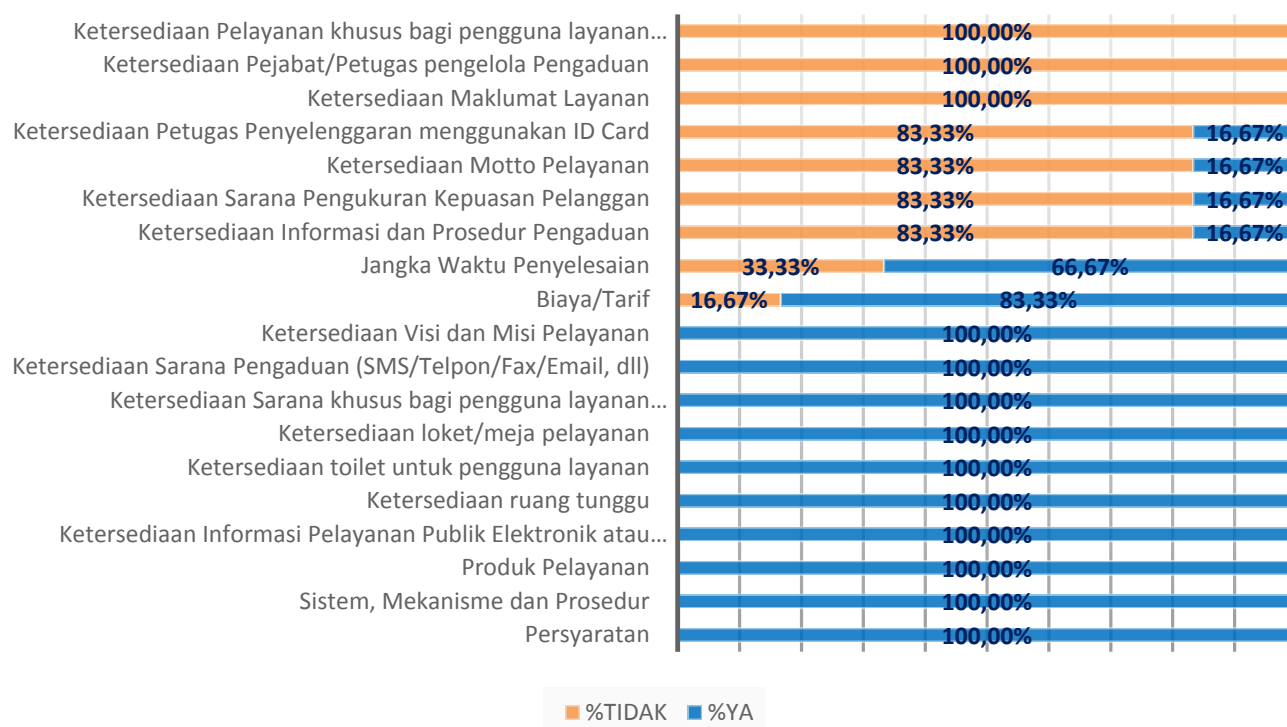 Ketersediaan Pelayanan khusus bagi pengguna layanan... 100,00%
Ketersediaan Pejabat/Petugas pengelola Pengaduan 100,00%
Ketersediaan Maklumat Layanan 100,00%
Ketersediaan Petugas Penyelenggaran menggunakan ID Card 83,33% 16,67%
Ketersediaan Motto Pelayanan 83,33% 16,67%
Ketersediaan Sarana Pengukuran Kepuasan Pelanggan 83,33% 16,67%
Ketersediaan Informasi dan Prosedur Pengaduan 83,33% 16,67%
Jangka Waktu Penyelesaian 33,33% 66,67%
Biaya/Tarif 16,67% 83,33%
Ketersediaan Visi dan Misi Pelayanan 100,00%
Ketersediaan Sarana Pengaduan (SMS/Telpon/Fax/Email, dll) 100,00%
Ketersediaan Sarana khusus bagi pengguna layanan... 100,00%
Ketersediaan loket/meja pelayanan 100,00%
Ketersediaan toilet untuk pengguna layanan 100,00%
Ketersediaan ruang tunggu 100,00%
Ketersediaan Informasi Pelayanan Publik Elektronik atau... 100,00%
Produk Pelayanan 100,00%
Sistem, Mekanisme dan Prosedur 100,00%
Persyaratan 100,00%
%TIDAK %YA